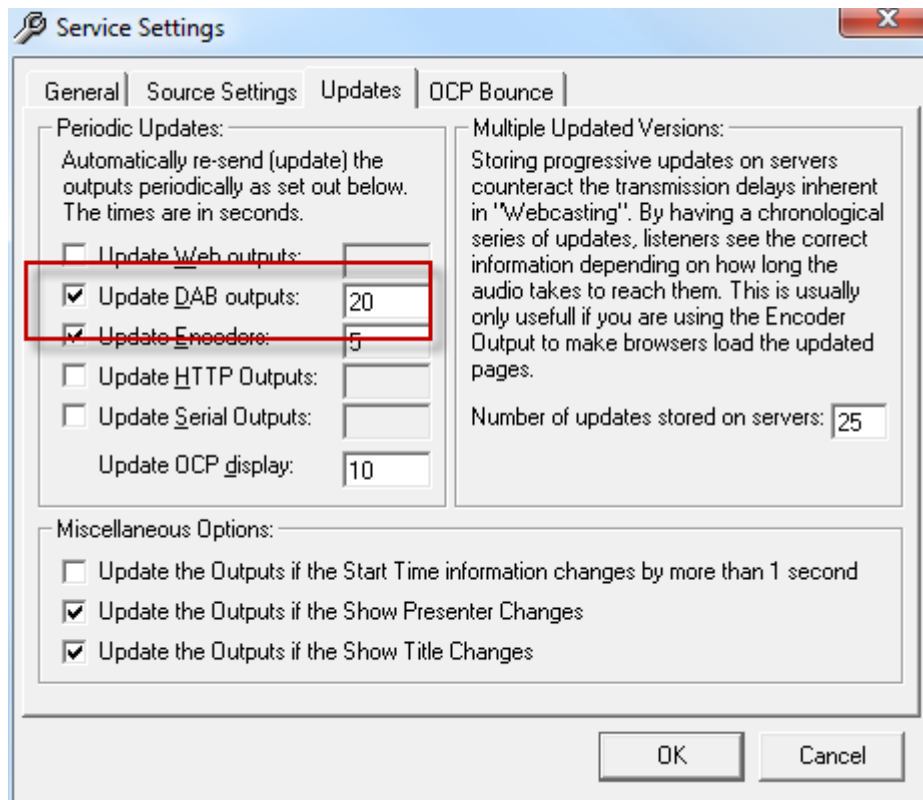 Service Settings
X
General
Source Settings
Updates
OCP Bounce
Periodic Updates:
Automatically re-send (update) the
outputs periodically as set out below.
The times are in seconds.
Update Web outputs:
Update DAB outputs: 20
Update Encoders: 5
Update HTTP Outputs:
Update Serial Outputs:
Update OCP display: 10
Multiple Updated Versions:
Storing progressive updates on servers
counteract the transmission delays inherent
in "Webcasting". By having a chronological
series of updates, listeners see the correct
information depending on how long the
audio takes to reach them. This is usually
only usefull if you are using the Encoder
Output to make browsers load the updated
pages.
Number of updates stored on servers: 25
Miscellaneous Options:
Update the Outputs if the Start Time information changes by more than 1 second
Update the Outputs if the Show Presenter Changes
Update the Outputs if the Show Title Changes
OK
Cancel